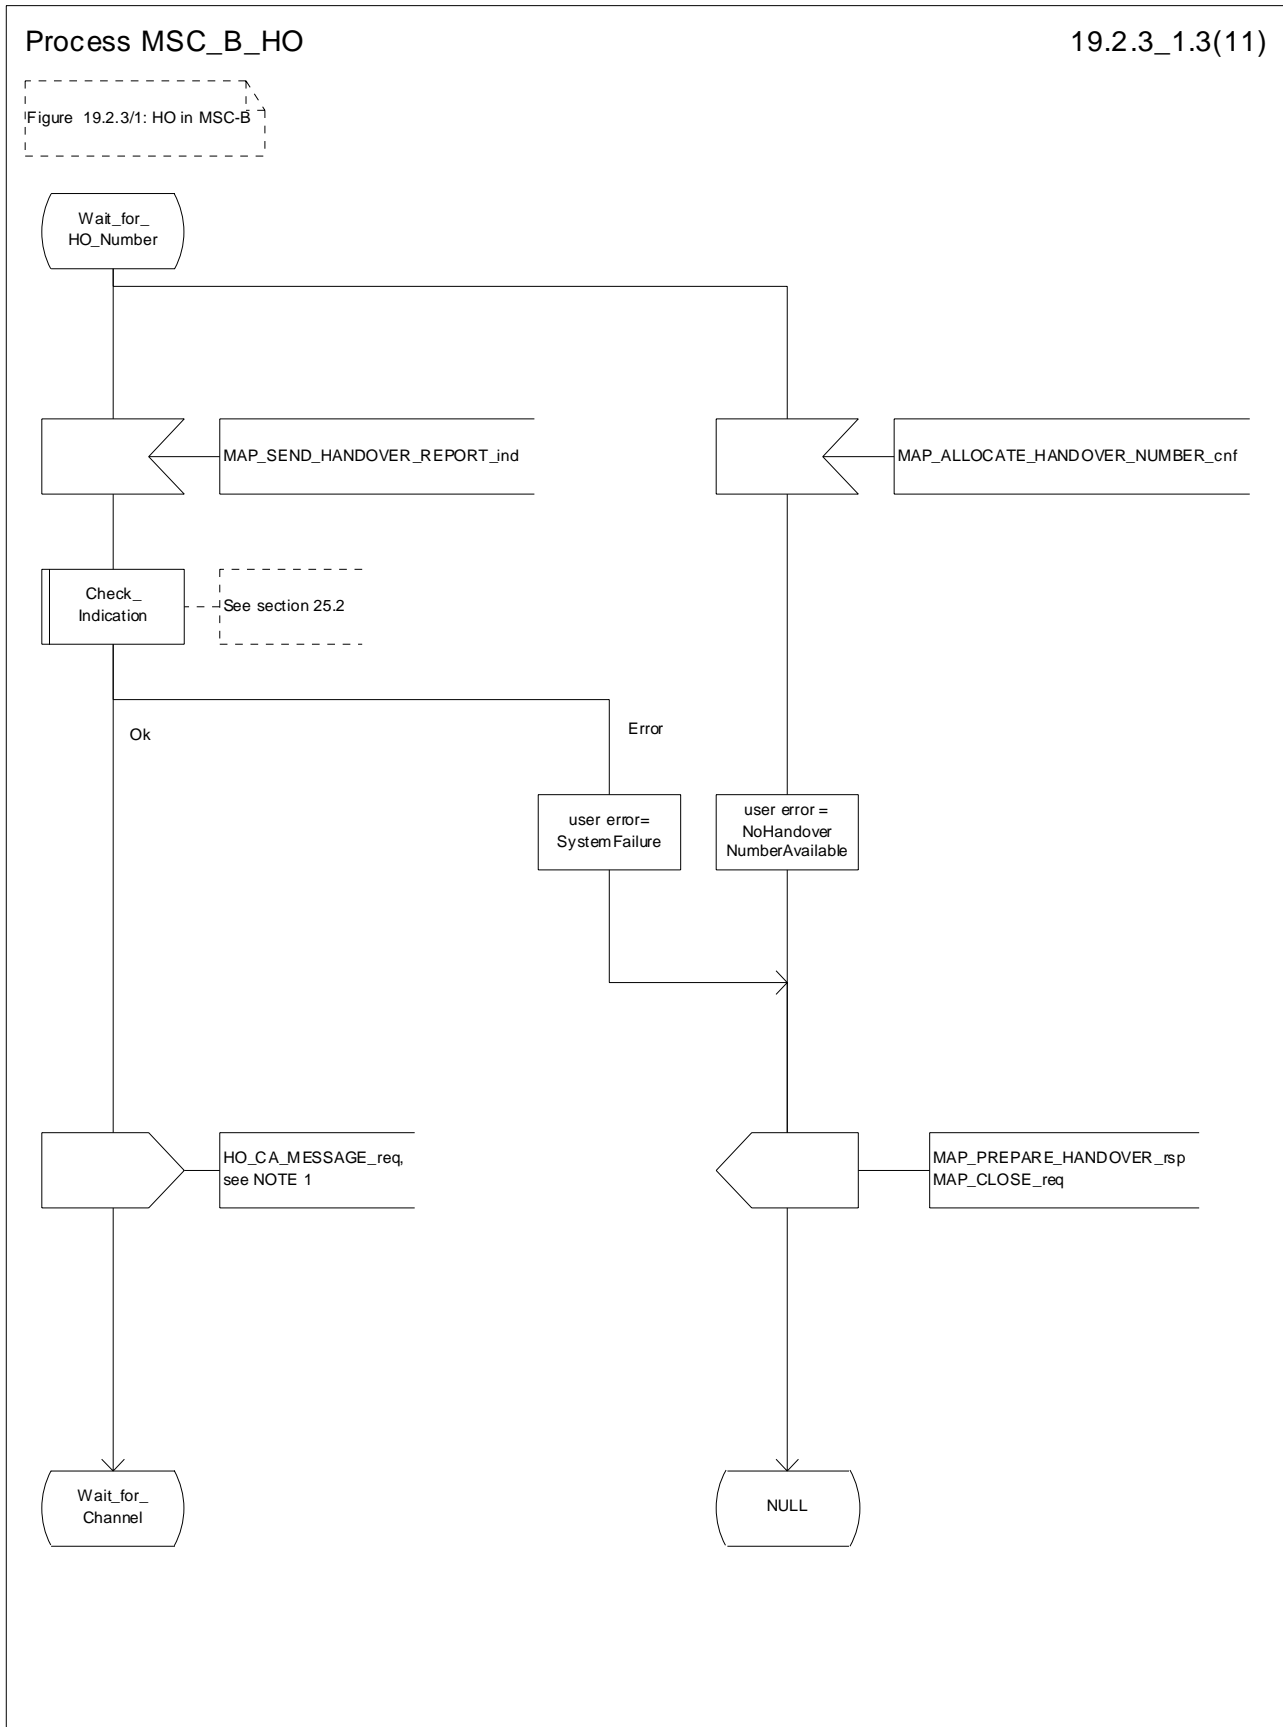 Process MSC_B_HO
19.2.3_1.3(11)
Figure 19.2.3/1: HO in MSC-B
Wait_for_
HO_Number
MAP_SEND_HANDOVER_REPORT_ind
MAP_ALLOCATE_HANDOVER_NUMBER_cnf
Check_
Indication
See section 25.2
Ok
Error
user error=
SystemFailure
user error =
NoHandover
NumberAvailable
HO_CA_MESSAGE_req,
see NOTE 1
MAP_PREPARE_HANDOVER_rsp
MAP_CLOSE_req
Wait_for_
Channel
NULL